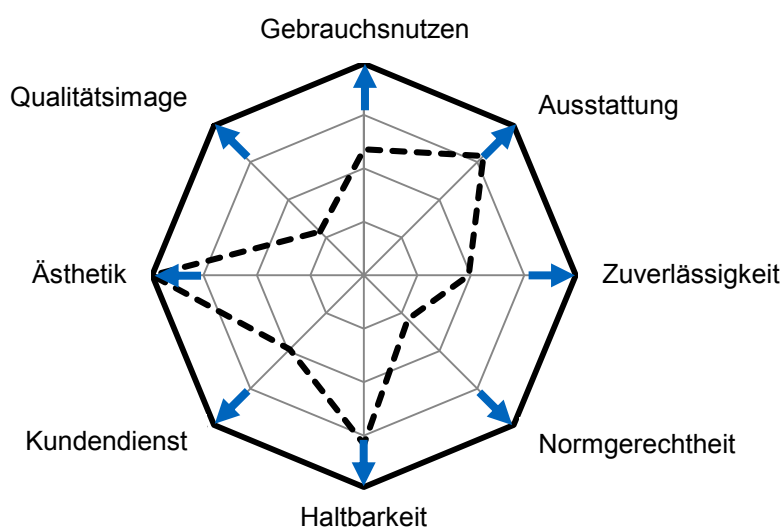 Gebrauchsnutzen
Qualitätsimage
Ausstattung
Ästhetik
Zuverlässigkeit
Kundendienst
Normgerechtheit
Haltbarkeit